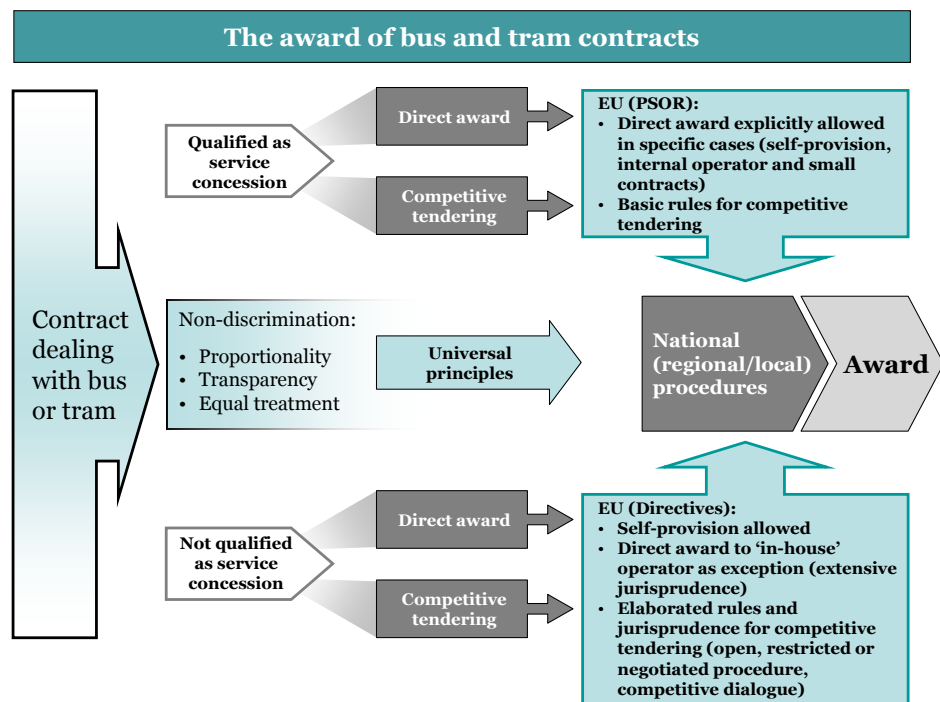 The award of bus and tram contracts
Contract
dealing
with bus
or tram
Qualified as
service
concession
Direct award
Competitive
tendering
EU (PSOR):
• Direct award explicitly allowed
in specific cases (self-provision,
internal operator and small
contracts)
• Basic rules for competitive
tendering
Non-discrimination:
• Proportionality
• Transparency
• Equal treatment
Universal
principles
National
(regional/local)
procedures
Award
Not qualified
as service
concession
Direct award
Competitive
tendering
EU (Directives):
• Self-provision allowed
• Direct award to ‘in-house’
operator as exception (extensive
jurisprudence)
• Elaborated rules and
jurisprudence for competitive
tendering (open, restricted or
negotiated procedure,
competitive dialogue)